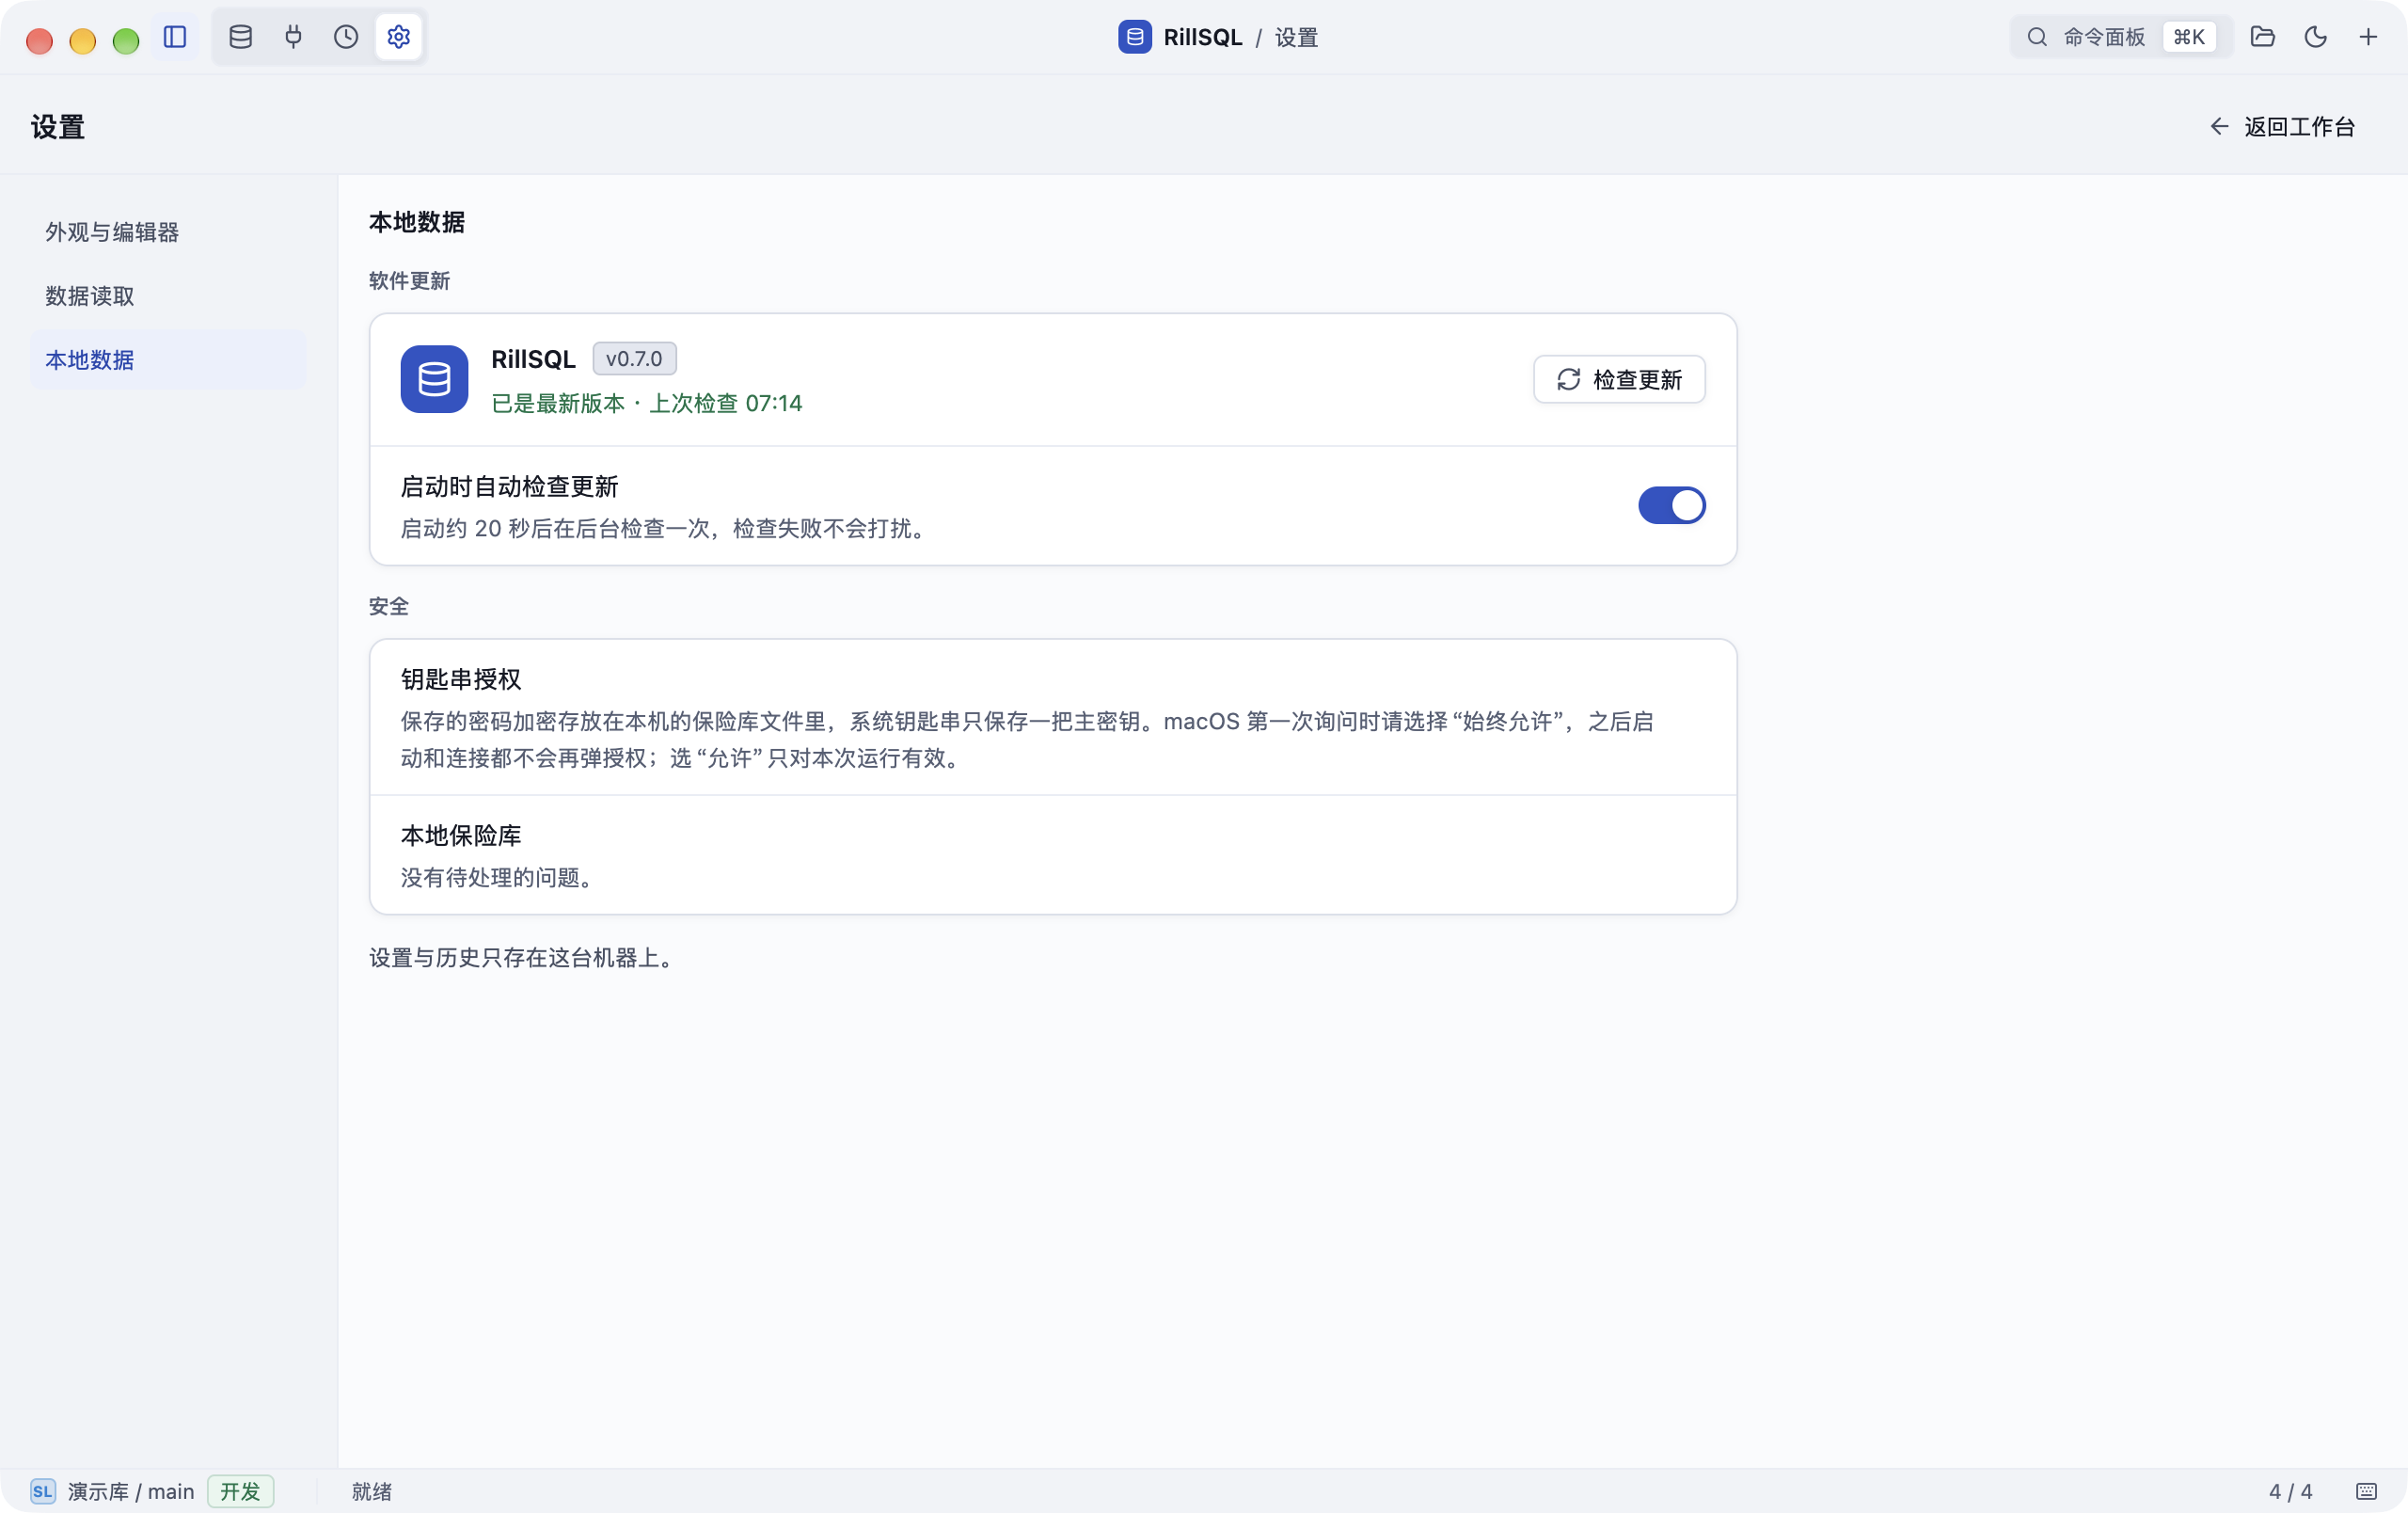 RillSQL / 设置
命令面板 ⌘K
设置
返回工作台
外观与编辑器
数据读取
本地数据
本地数据
软件更新
RillSQL v0.7.0
已是最新版本 · 上次检查 07:14
检查更新
启动时自动检查更新
启动约 20 秒后在后台检查一次，检查失败不会打扰。
安全
钥匙串授权
保存的密码加密存放在本机的保险库文件里，系统钥匙串只保存一把主密钥。macOS 第一次询问时请选择“始终允许”，之后启
动和连接都不会再弹授权；选“允许”只对本次运行有效。
本地保险库
没有待处理的问题。
设置与历史只存在这台机器上。
SL 演示库 / main 开发
就绪
4 / 4